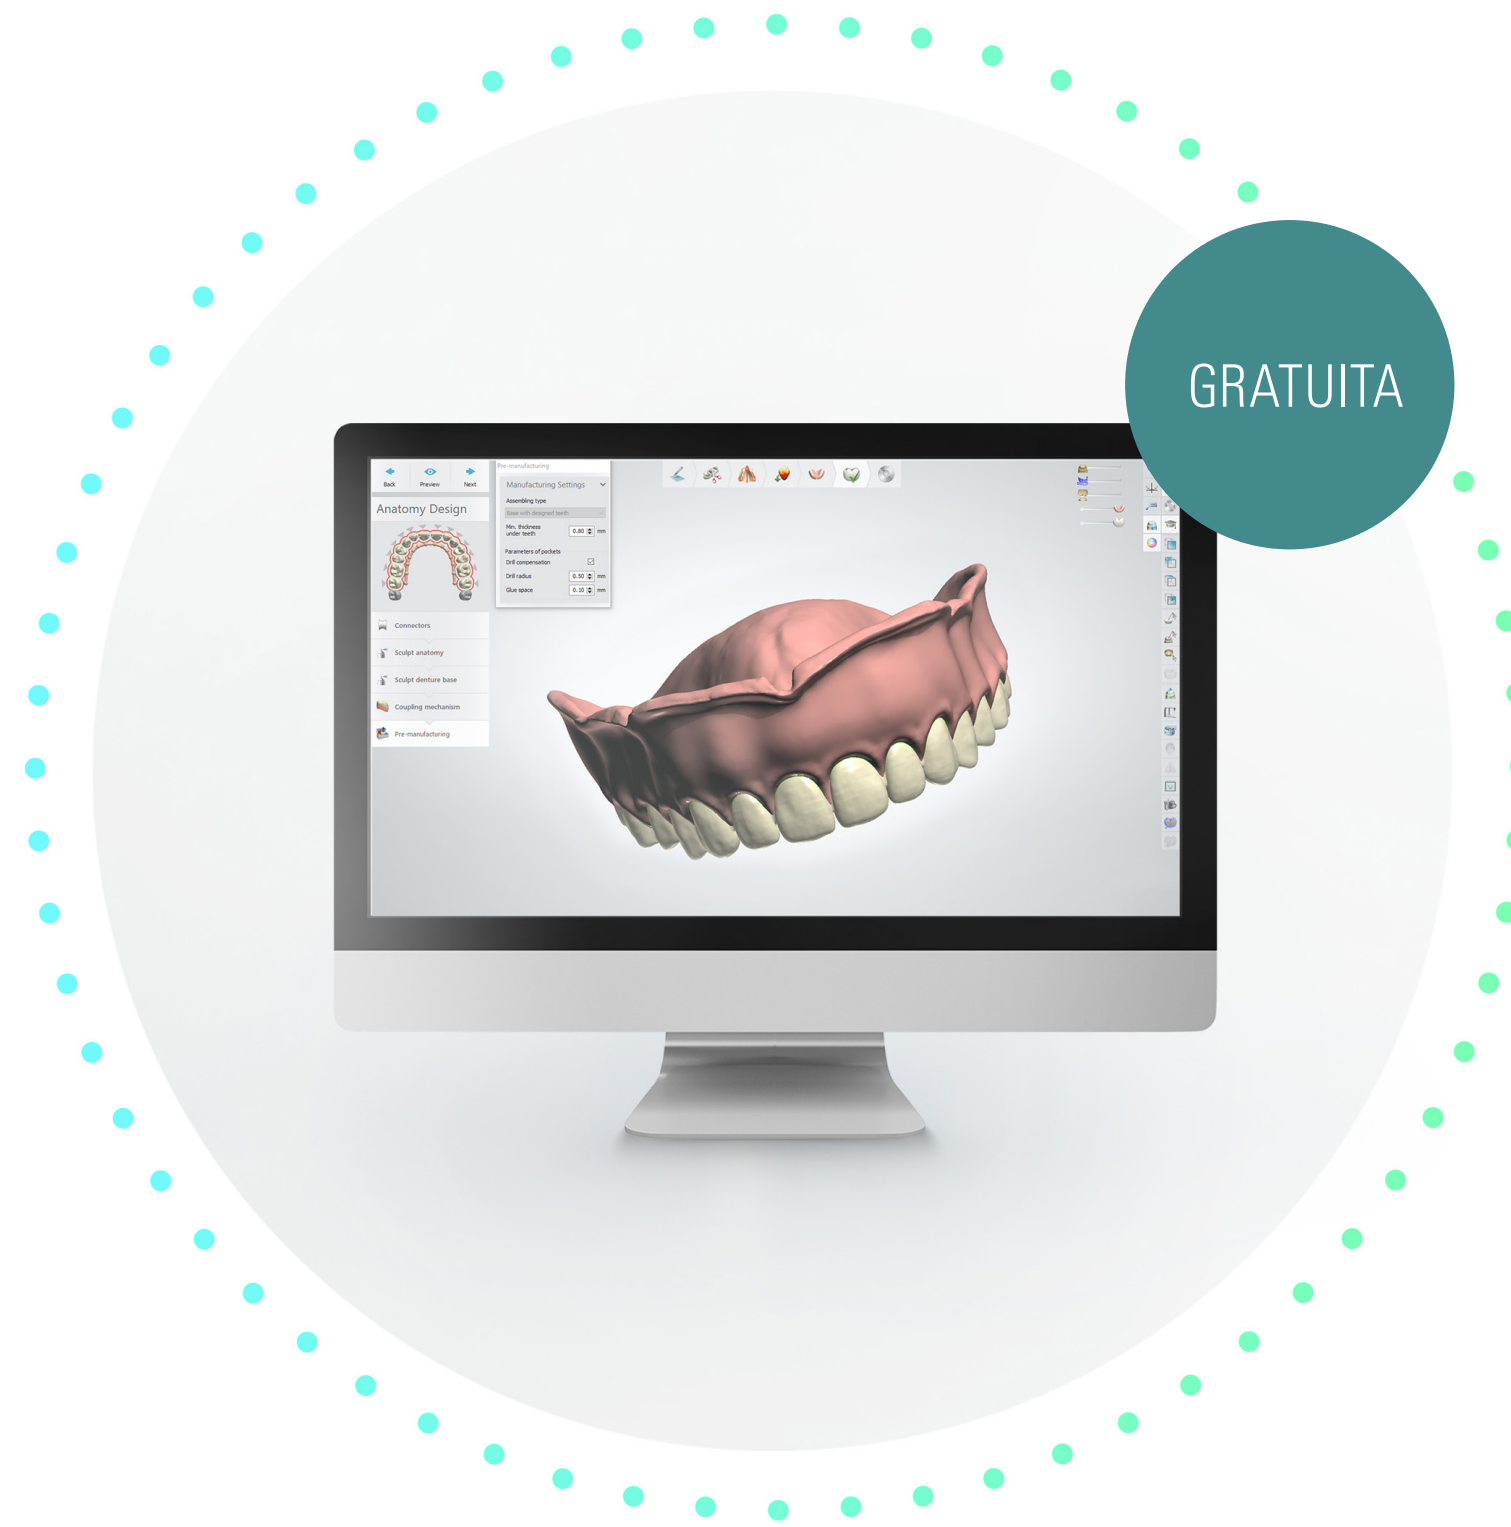 GRATUITA
Back
Preview
Next
Anatomy Design
Connectors
Sculpt anatomy
Sculpt denture base
Coupling mechanism
Pre-manufacturing
Pre-manufacturing
Manufacturing Settings
Assembling type
Base with designed teeth
Min. thickness
under teeth
0.80 mm
Parameters of pockets
Drill compensation
Drill radius 0.50 mm
Glue space 0.10 mm